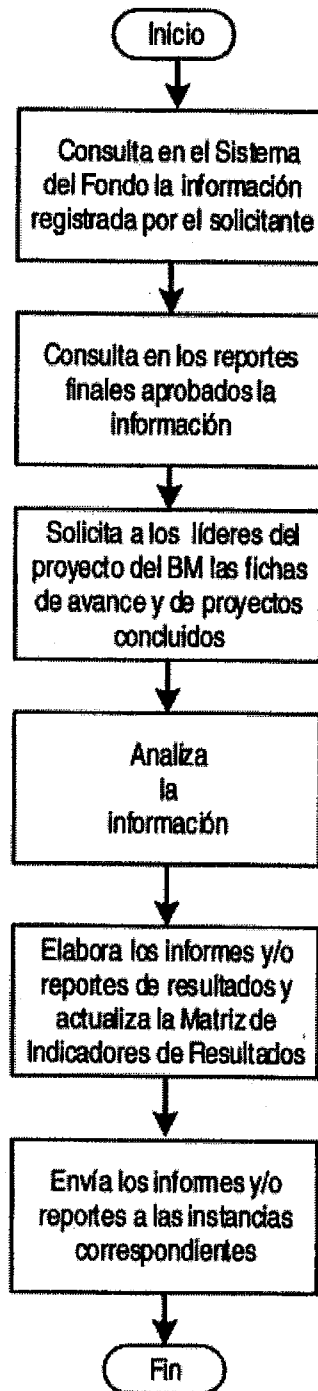 Inicio
Consulta en el Sistema
del Fondo la información
registrada por el solicitante
Consulta en los reportes
finales aprobados la
información
Solicita a los líderes del
proyecto del BM las fichas
de avance y de proyectos
concluidos
Analiza
la
información
Elabora los informes y/o
reportes de resultados y
actualiza la Matriz de
Indicadores de Resultados
Envía los informes y/o
reportes a las instancias
correspondientes
Fin